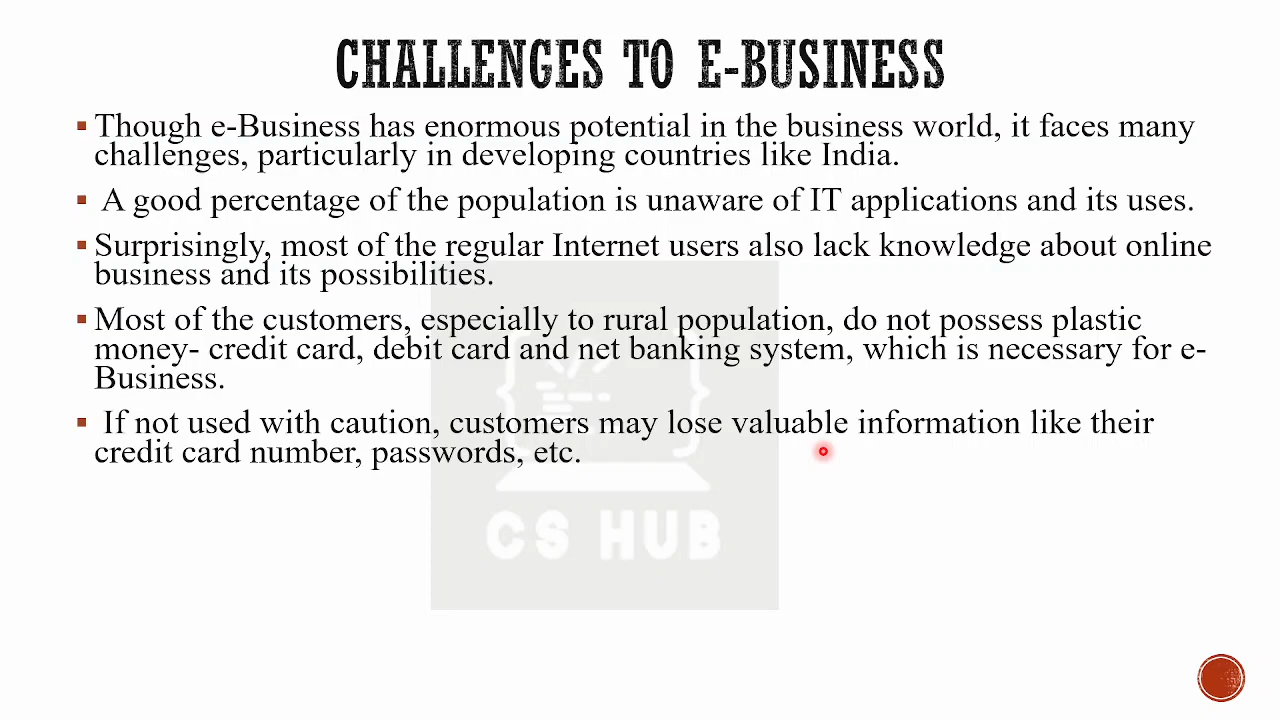 CHALLENGES TO E-BUSINESS
Though e-Business has enormous potential in the business world, it faces many
challenges, particularly in developing countries like India.
A good percentage of the population is unaware of IT applications and its uses.
Surprisingly, most of the regular Internet users also lack knowledge about online
business and its possibilities.
Most of the customers, especially to rural population, do not possess plastic
money- credit card, debit card and net banking system, which is necessary for e-
Business.
If not used with caution, customers may lose valuable information like their
credit card number, passwords, etc.
CS HUB